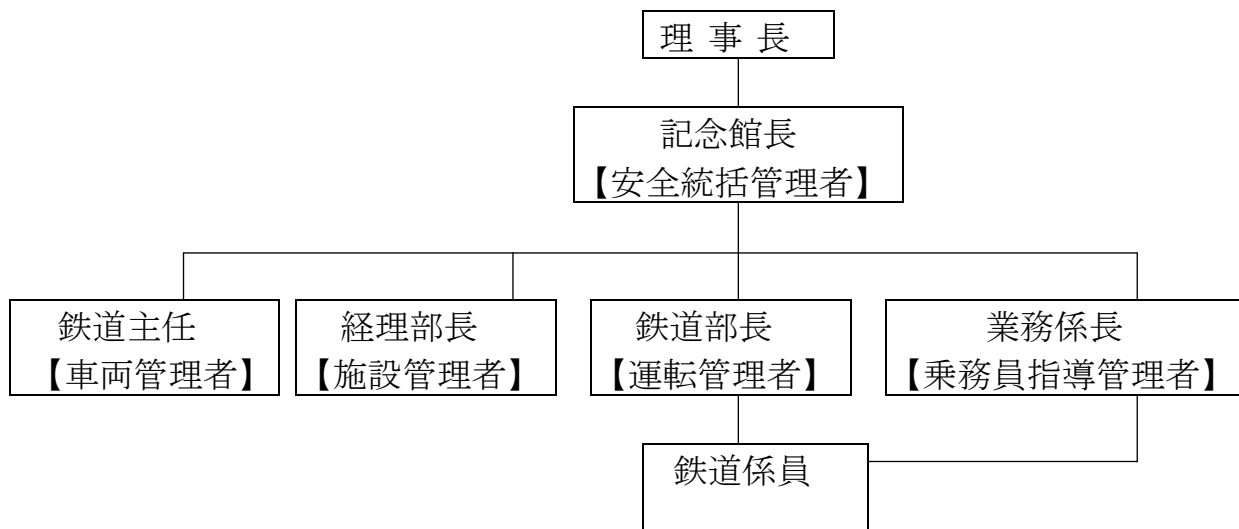 理 事 長
記念館長
【安全統括管理者】
鉄道主任
【車両管理者】
経理部長
【施設管理者】
鉄道部長
【運転管理者】
業務係長
【乗務員指導管理者】
鉄道係員